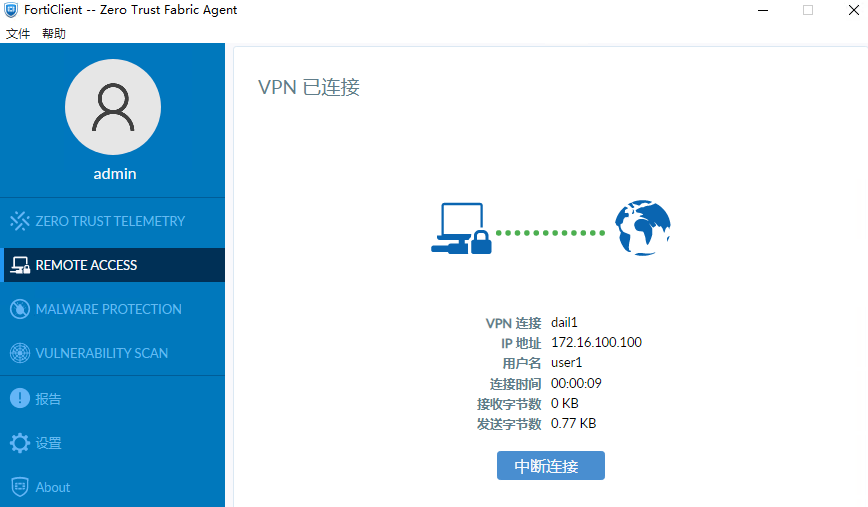 FortiClient -- Zero Trust Fabric Agent
文件 帮助
admin
ZERO TRUST TELEMETRY
REMOTE ACCESS
MALWARE PROTECTION
VULNERABILITY SCAN
报告
设置
About
VPN 已连接
VPN 连接 dail1
IP 地址 172.16.100.100
用户名 user1
连接时间 00:00:09
接收字节数 0 KB
发送字节数 0.77 KB
中断连接